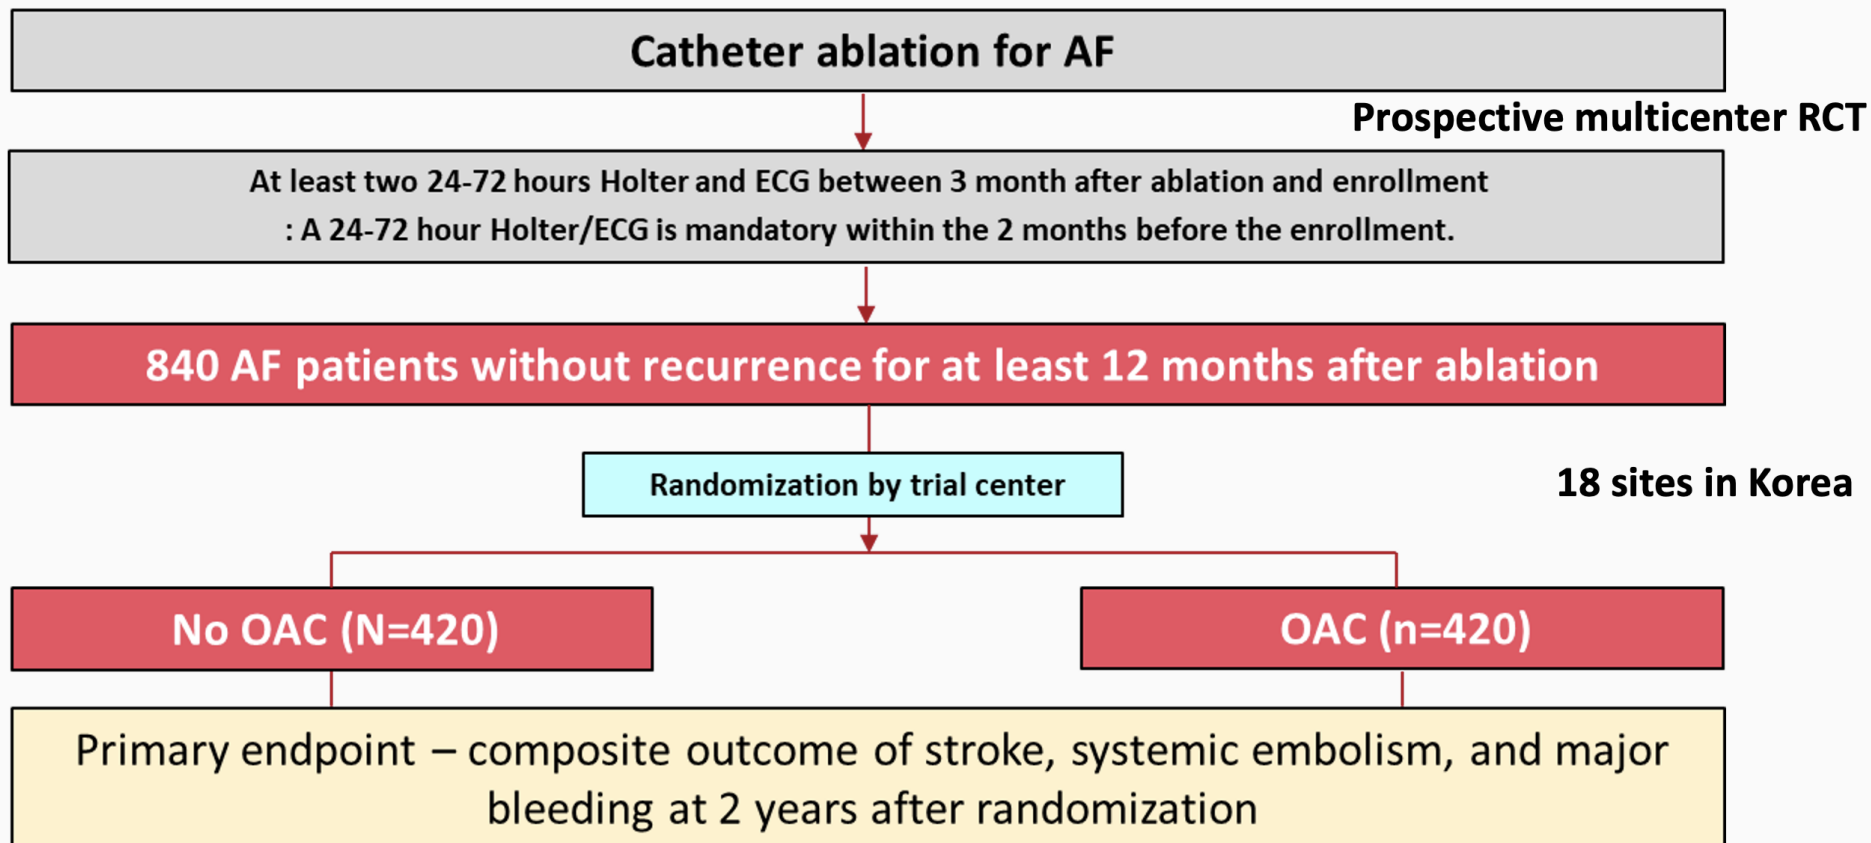 Catheter ablation for AF
Prospective multicenter RCT
At least two 24-72 hours Holter and ECG between 3 month after ablation and enrollment
: A 24-72 hour Holter/ECG is mandatory within the 2 months before the enrollment.
840 AF patients without recurrence for at least 12 months after ablation
Randomization by trial center
18 sites in Korea
No OAC (N=420)
OAC (n=420)
Primary endpoint – composite outcome of stroke, systemic embolism, and major
bleeding at 2 years after randomization